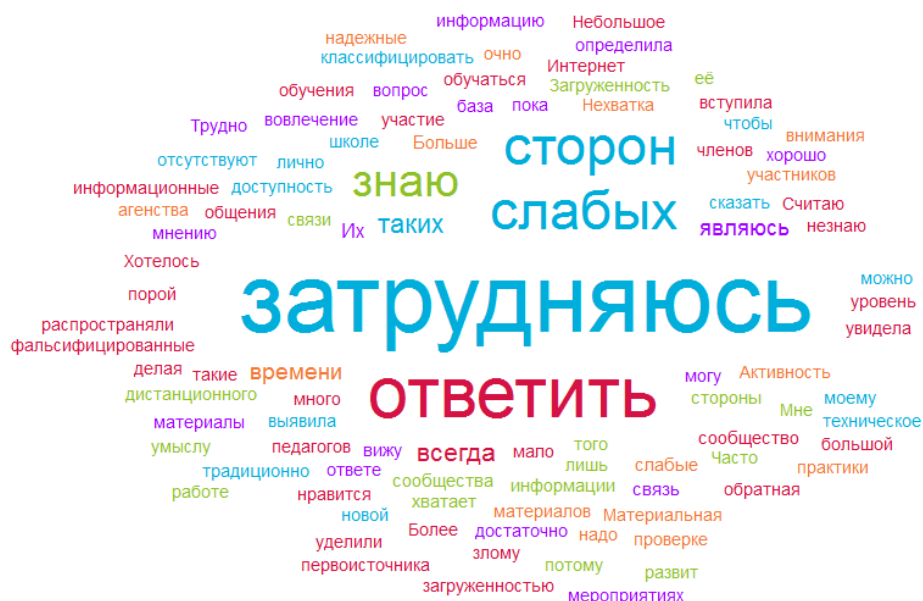 информацию Небольшое
надежные определила
классифицировать очно Интернет её
обучения вопрос обучаться Загруженность
база пока Нехватка вступила
Трудно вовлечение участие чтобы
школе Больше сторон внимания
отсутствуют лично знаю членов хорошо
участников
информационные доступность слабых сказать Считаю
агенства общения связи таких являюсь незнаю
мнению Их
Хотелось
затрудняюсь можно
порой уровень
распространяли увидела
фальсифицированные
делая такие времени ответить могу Активность
дистанционного много стороны Мне моему
материалы выявила техническое
умыслу педагогов вижу всегда мало того сообщество большой
традиционно ответе лишь слабые Часто практики
работе сообщества информации связь обратная
нравится хватает
новой материалов Материальная
уделили Более достаточно надо проверке
первоисточника злому потому развит
загруженностью мероприятиях